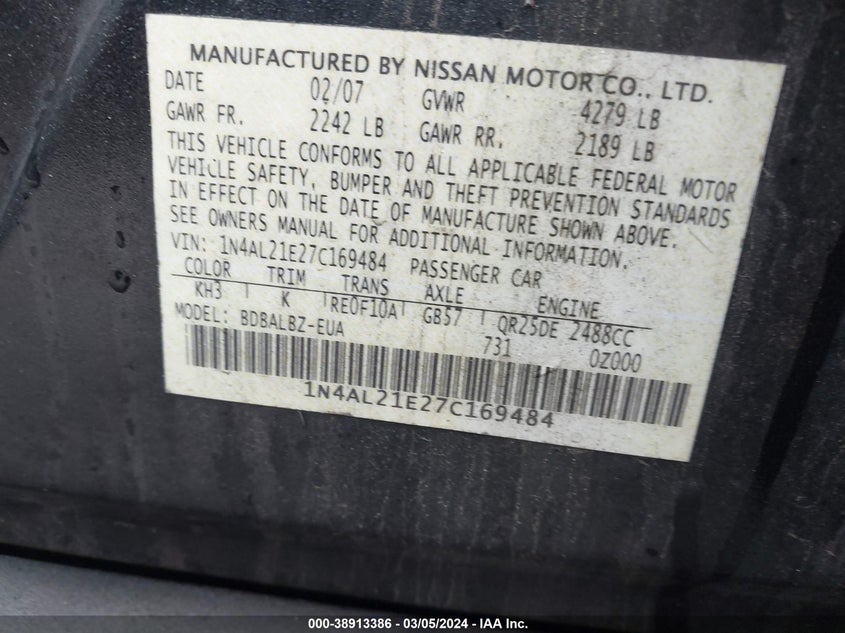 MANUFACTURED BY NISSAN MOTOR CO., LTD.
DATE 02/07 GVWR 4279 LB
GAWR FR. 2242 LB GAWR RR. 2189 LB
THIS VEHICLE CONFORMS TO ALL APPLICABLE FEDERAL MOTOR
VEHICLE SAFETY, BUMPER AND THEFT PREVENTION STANDARDS
IN EFFECT ON THE DATE OF MANUFACTURE SHOWN ABOVE.
SEE OWNERS MANUAL FOR ADDITIONAL INFORMATION.
VIN: 1N4AL21E27C169484 PASSENGER CAR
COLOR TRIM TRANS AXLE ENGINE
KH3 K RE0F10A GB57 QR25DE 2488CC
MODEL: BDBALBZ-EUA 731 0Z000
1N4AL21E27C169484
000-38913386 - 03/05/2024 - IAA Inc.